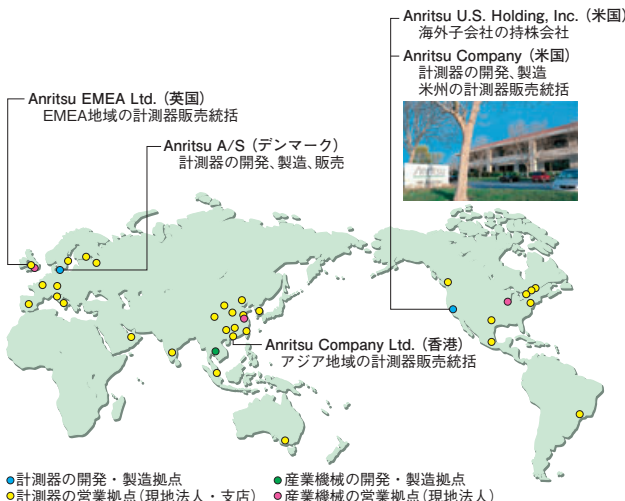 Anritsu U.S. Holding, Inc.（米国）
海外子会社の持株会社
Anritsu Company（米国）
計測器の開発、製造
米州の計測器販売統括
Anritsu EMEA Ltd.（英国）
EMEA地域の計測器販売統括
Anritsu A/S（デンマーク）
計測器の開発、製造、販売
Anritsu Company Ltd.（香港）
アジア地域の計測器販売統括
●計測器の開発・製造拠点
●産業機械の開発・製造拠点
●計測器の営業拠点（現地法人・支店）
●産業機械の営業拠点（現地法人）